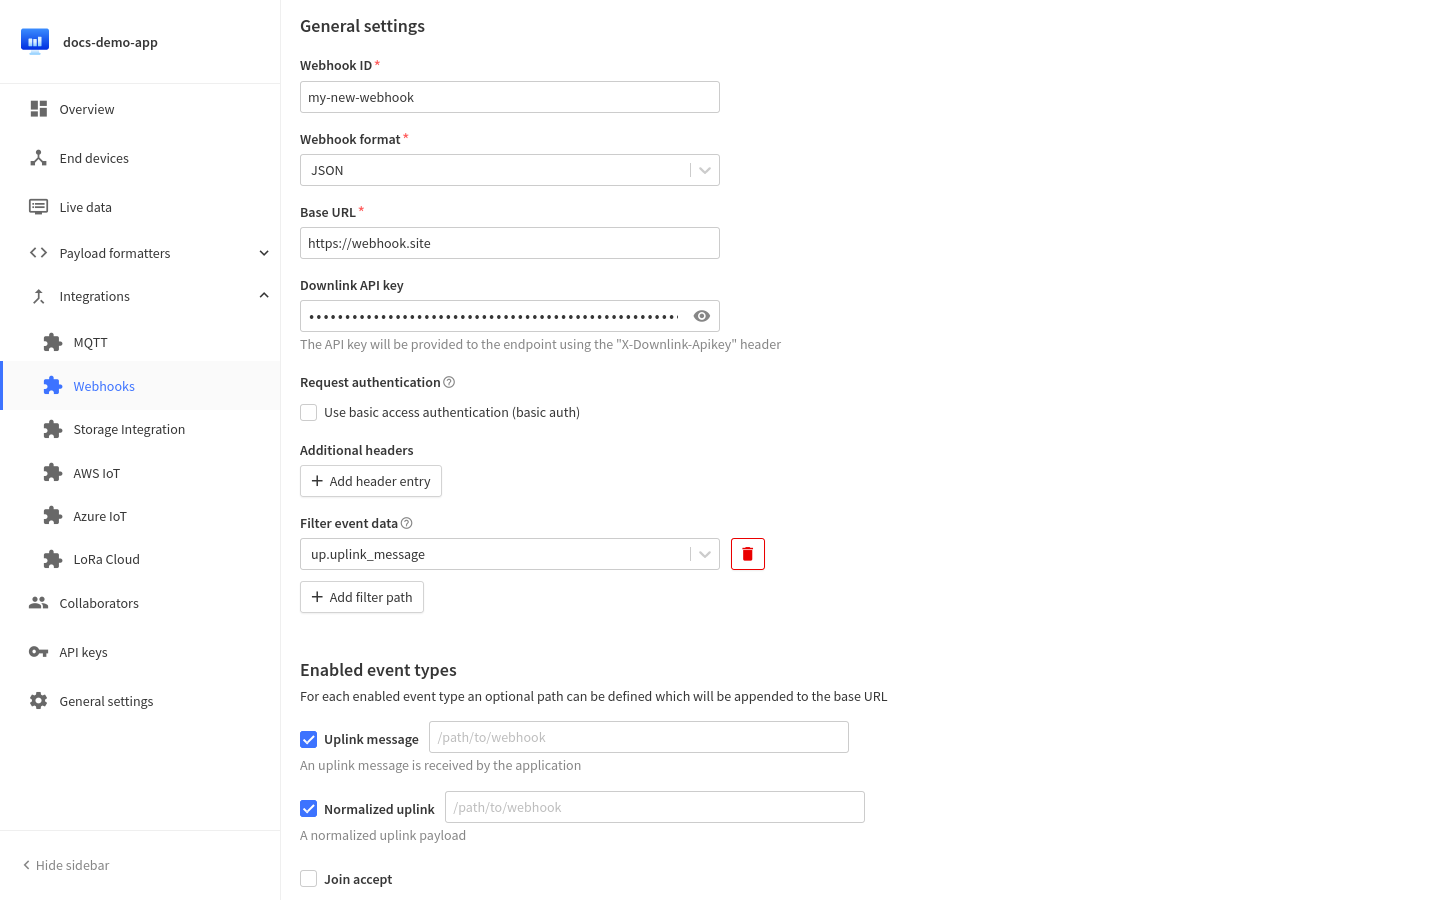 docs-demo-app
Overview
End devices
Live data
Payload formatters
Integrations
MQTT
Webhooks
Storage Integration
AWS IoT
Azure IoT
LoRa Cloud
Collaborators
API keys
General settings
Hide sidebar
General settings
Webhook ID*
my-new-webhook
Webhook format*
JSON
Base URL*
https://webhook.site
Downlink API key
The API key will be provided to the endpoint using the "X-Downlink-Apikey" header
Request authentication
Use basic access authentication (basic auth)
Additional headers
+ Add header entry
Filter event data
up.uplink_message
+ Add filter path
Enabled event types
For each enabled event type an optional path can be defined which will be appended to the base URL
Uplink message /path/to/webhook
An uplink message is received by the application
Normalized uplink /path/to/webhook
A normalized uplink payload
Join accept